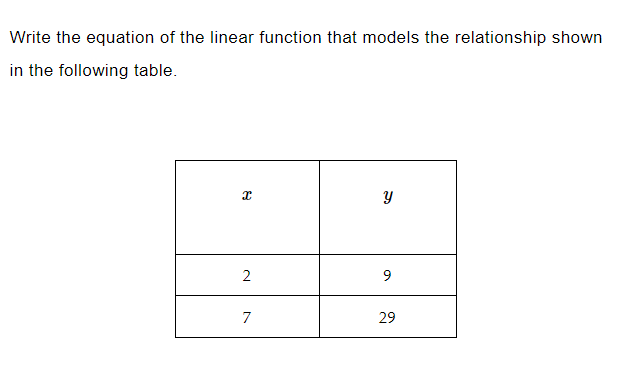 Write the equation of the linear function that models the relationship shown
in the following table.
x y
2 9
7 29